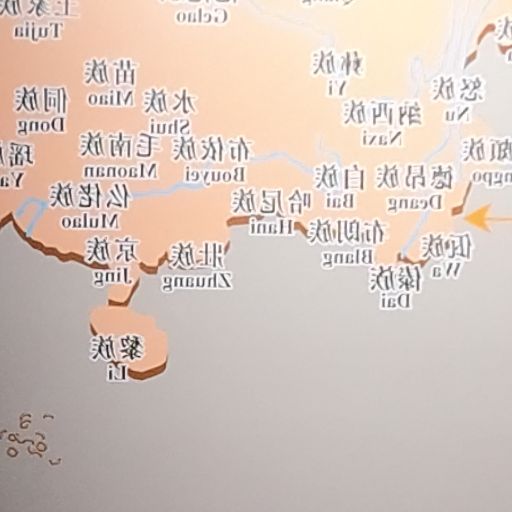 土家族
Tujia
Gelao
苗族
Miao
彝族
Yi
怒族
Nu
侗族
Dong
水族
Shui
纳西族
Naxi
瑶族
毛南族
Maonan
布依族
Bouyei
白族
Bai
德昂族
Deang
颇族
ngpo
仫佬族
Mulao
哈尼族
Hani
布朗族
Blang
佤族
Wa
京族
Jing
壮族
Zhuang
傣族
Dai
黎族
Li